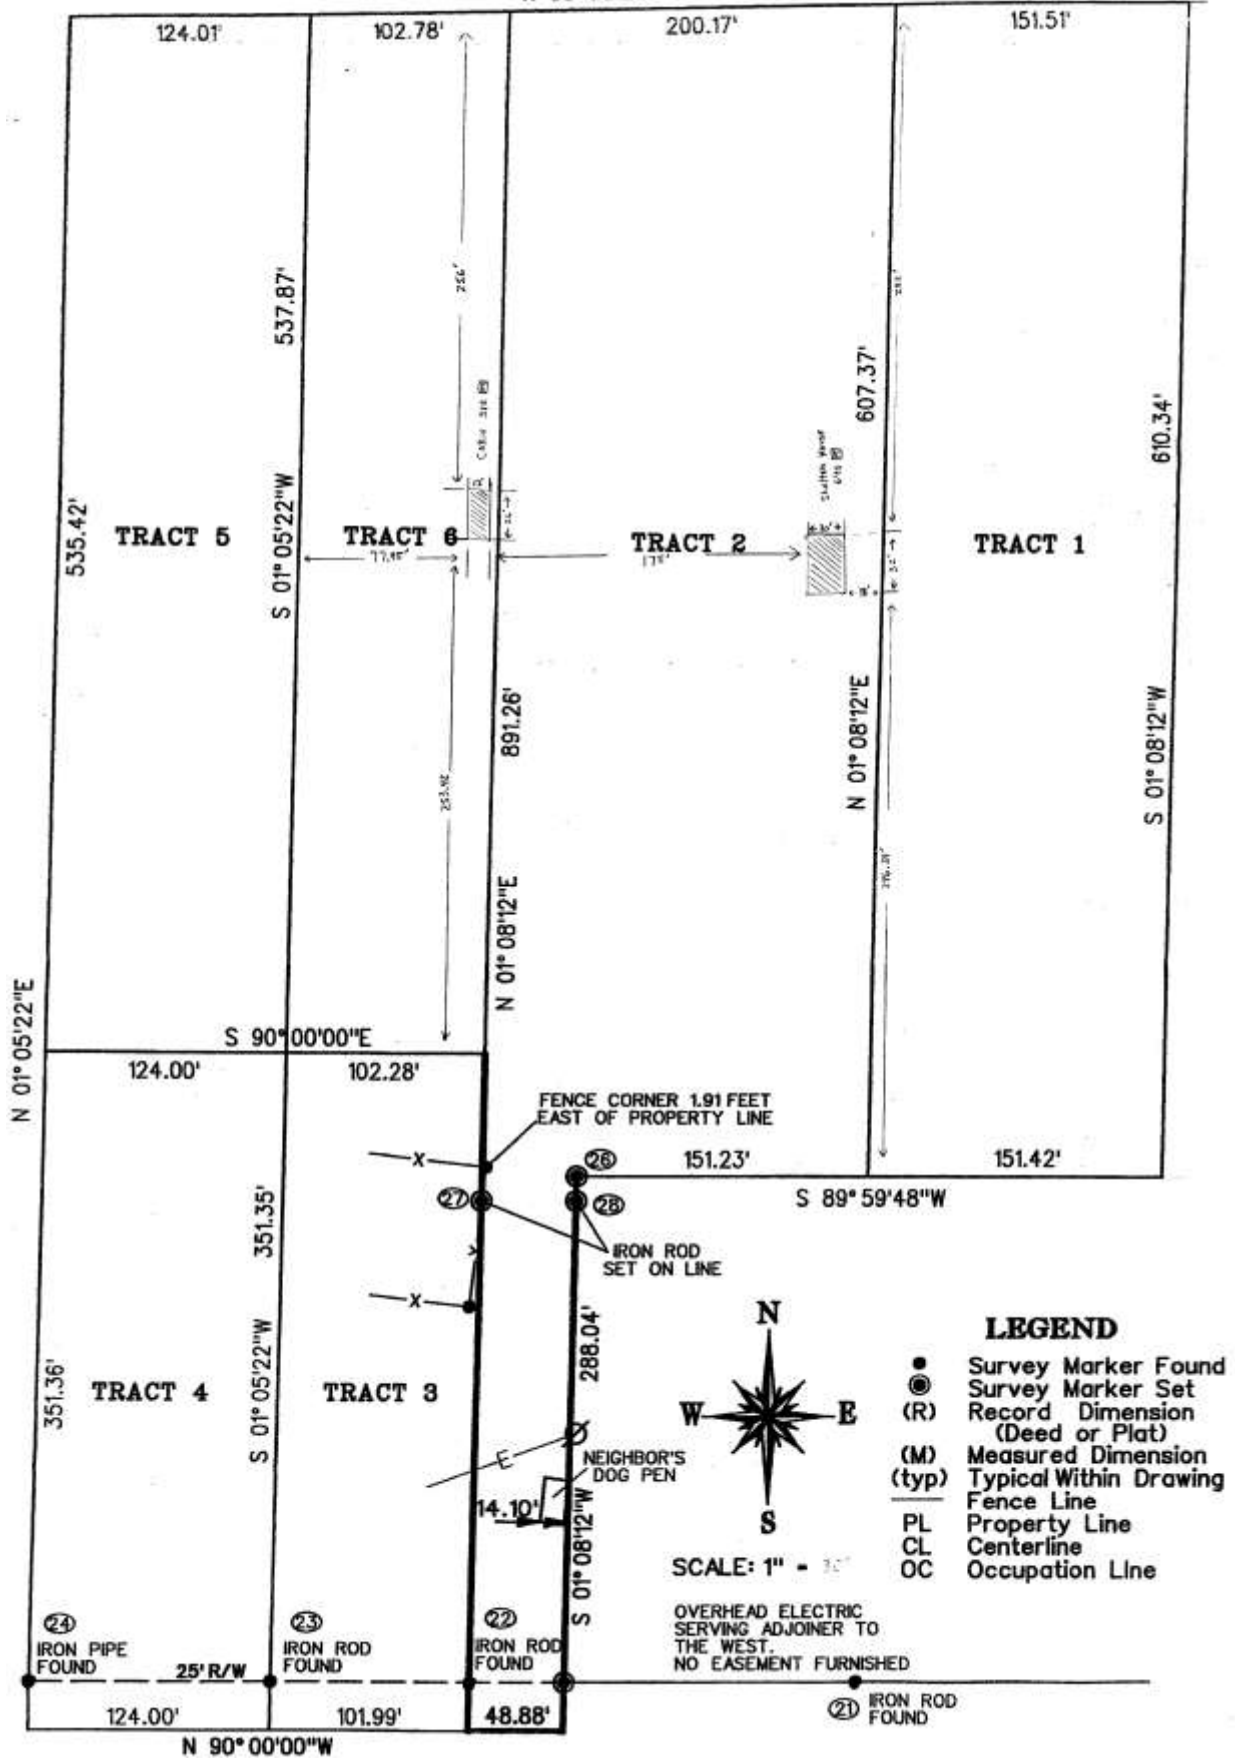 124.01'
102.78'
200.17'
151.51'
537.87'
256'
607.37'
610.34'
535.42'
S 01° 05'22"W
TRACT 5
TRACT 6
TRACT 2
TRACT 1
77.95'
175'
891.26'
N 01° 08'12"E
S 01° 08'12"W
N 01° 08'12"E
N 01° 05'22"E
S 90° 00'00"E
124.00'
102.28'
FENCE CORNER 1.91 FEET
EAST OF PROPERTY LINE
X
26
151.23'
151.42'
27
28
S 89° 59'48"W
351.35'
IRON ROD
SET ON LINE
X
X
288.04'
351.36'
S 01° 05'22"W
TRACT 4
TRACT 3
E
NEIGHBOR'S
DOG PEN
14.10'
S 01° 08'12"W
N
W
E
S
SCALE: 1" =
LEGEND
Survey Marker Found
Survey Marker Set
(R) Record Dimension
(Deed or Plat)
(M) Measured Dimension
(typ) Typical Within Drawing
Fence Line
PL Property Line
CL Centerline
OC Occupation Line
OVERHEAD ELECTRIC
SERVING ADJOINER TO
THE WEST.
NO EASEMENT FURNISHED
24
IRON PIPE
FOUND
25' R/W
23
IRON ROD
FOUND
22
IRON ROD
FOUND
21
IRON ROD
FOUND
124.00'
101.99'
48.88'
N 90° 00'00"W